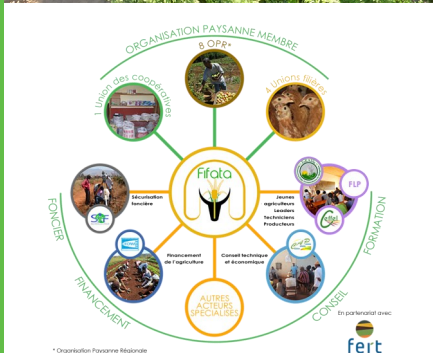 ORGANISATION PAYSANNE MEMBRE
8 OPR*
1 Union des coopératives
4 Unions filières
Fifata
Sécurisation
foncière
Jeunes
agriculteurs
Leaders
Techniciens
Producteurs
FLP
FONCIER
FORMATION
Financement
de l'agriculture
Conseil technique
et économique
FINANCEMENT
CONSEIL
AUTRES
ACTEURS
SPÉCIALISÉS
En partenariat avec
fert
* Organisation Paysanne Régionale